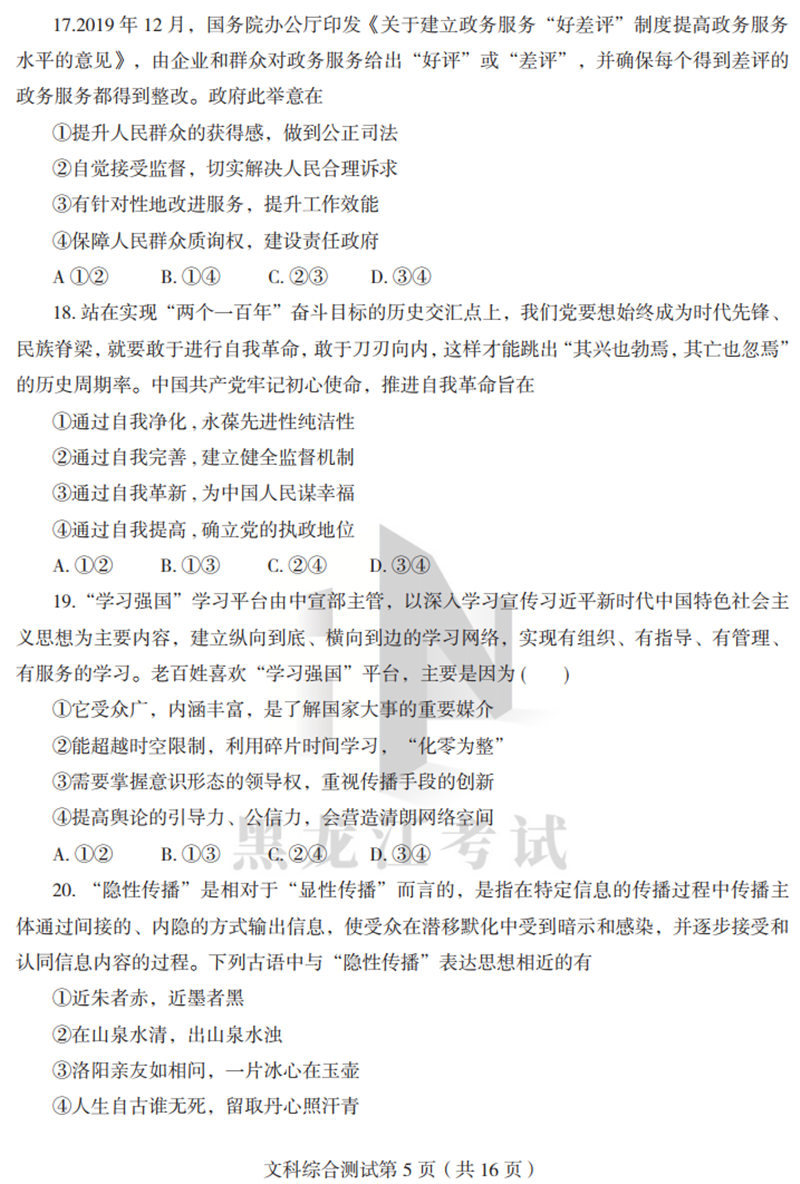 17.2019 年 12 月，国务院办公厅印发《关于建立政务服务“好差评”制度提高政务服务
水平的意见》，由企业和群众对政务服务给出“好评”或“差评”，并确保每个得到差评的
政务服务都得到整改。政府此举意在
①提升人民群众的获得感，做到公正司法
②自觉接受监督，切实解决人民合理诉求
③有针对性地改进服务，提升工作效能
④保障人民群众质询权，建设责任政府
A ①② B. ①④ C. ②③ D. ③④
18. 站在实现“两个一百年”奋斗目标的历史交汇点上，我们党要想始终成为时代先锋、
民族脊梁，就要敢于进行自我革命，敢于刀刃向内，这样才能跳出“其兴也勃焉，其亡也忽焉”
的历史周期率。中国共产党牢记初心使命，推进自我革命旨在
①通过自我净化，永葆先进性纯洁性
②通过自我完善，建立健全监督机制
③通过自我革新，为中国人民谋幸福
④通过自我提高，确立党的执政地位
A. ①② B. ①③ C. ②④ D. ③④
19.“学习强国”学习平台由中宣部主管，以深入学习宣传习近平新时代中国特色社会主
义思想为主要内容，建立纵向到底、横向到边的学习网络，实现有组织、有指导、有管理、
有服务的学习。老百姓喜欢“学习强国”平台，主要是因为（ ）
①它受众广，内涵丰富，是了解国家大事的重要媒介
②能超越时空限制，利用碎片时间学习，“化零为整”
③需要掌握意识形态的领导权，重视传播手段的创新
④提高舆论的引导力、公信力，会营造清朗网络空间
A. ①② B. ①③ C. ②④ D. ③④
黑龙江考试
20. “隐性传播”是相对于“显性传播”而言的，是指在特定信息的传播过程中传播主
体通过间接的、内隐的方式输出信息，使受众在潜移默化中受到暗示和感染，并逐步接受和
认同信息内容的过程。下列古语中与“隐性传播”表达思想相近的有
①近朱者赤，近墨者黑
②在山泉水清，出山泉水浊
③洛阳亲友如相问，一片冰心在玉壶
④人生自古谁无死，留取丹心照汗青
文科综合测试第 5 页（共 16 页）